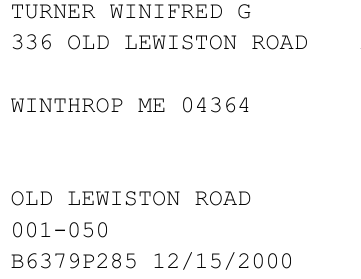 TURNER WINIFRED G
336 OLD LEWISTON ROAD
WINTHROP ME 04364
OLD LEWISTON ROAD
001-050
B6379P285 12/15/2000